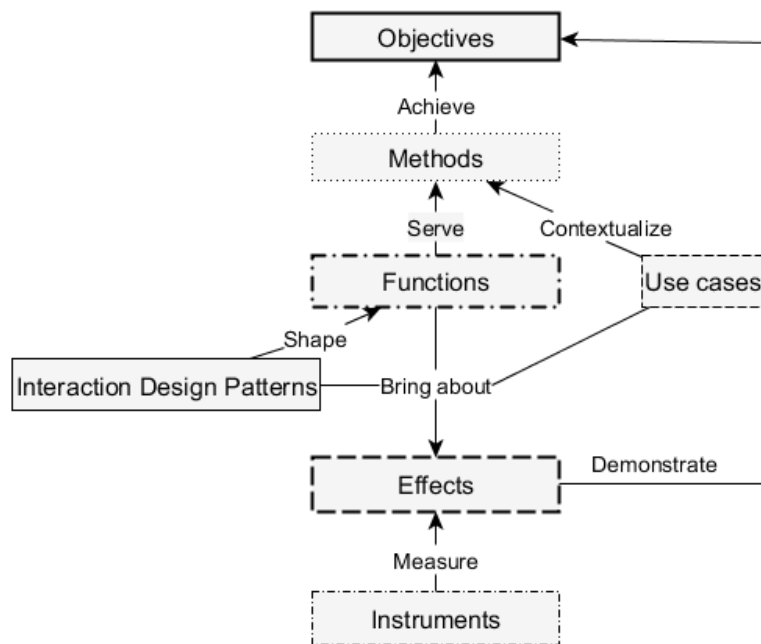 Objectives
Achieve
Methods
Serve
Contextualize
Functions
Use cases
Shape
Interaction Design Patterns
Bring about
Demonstrate
Effects
Measure
Instruments